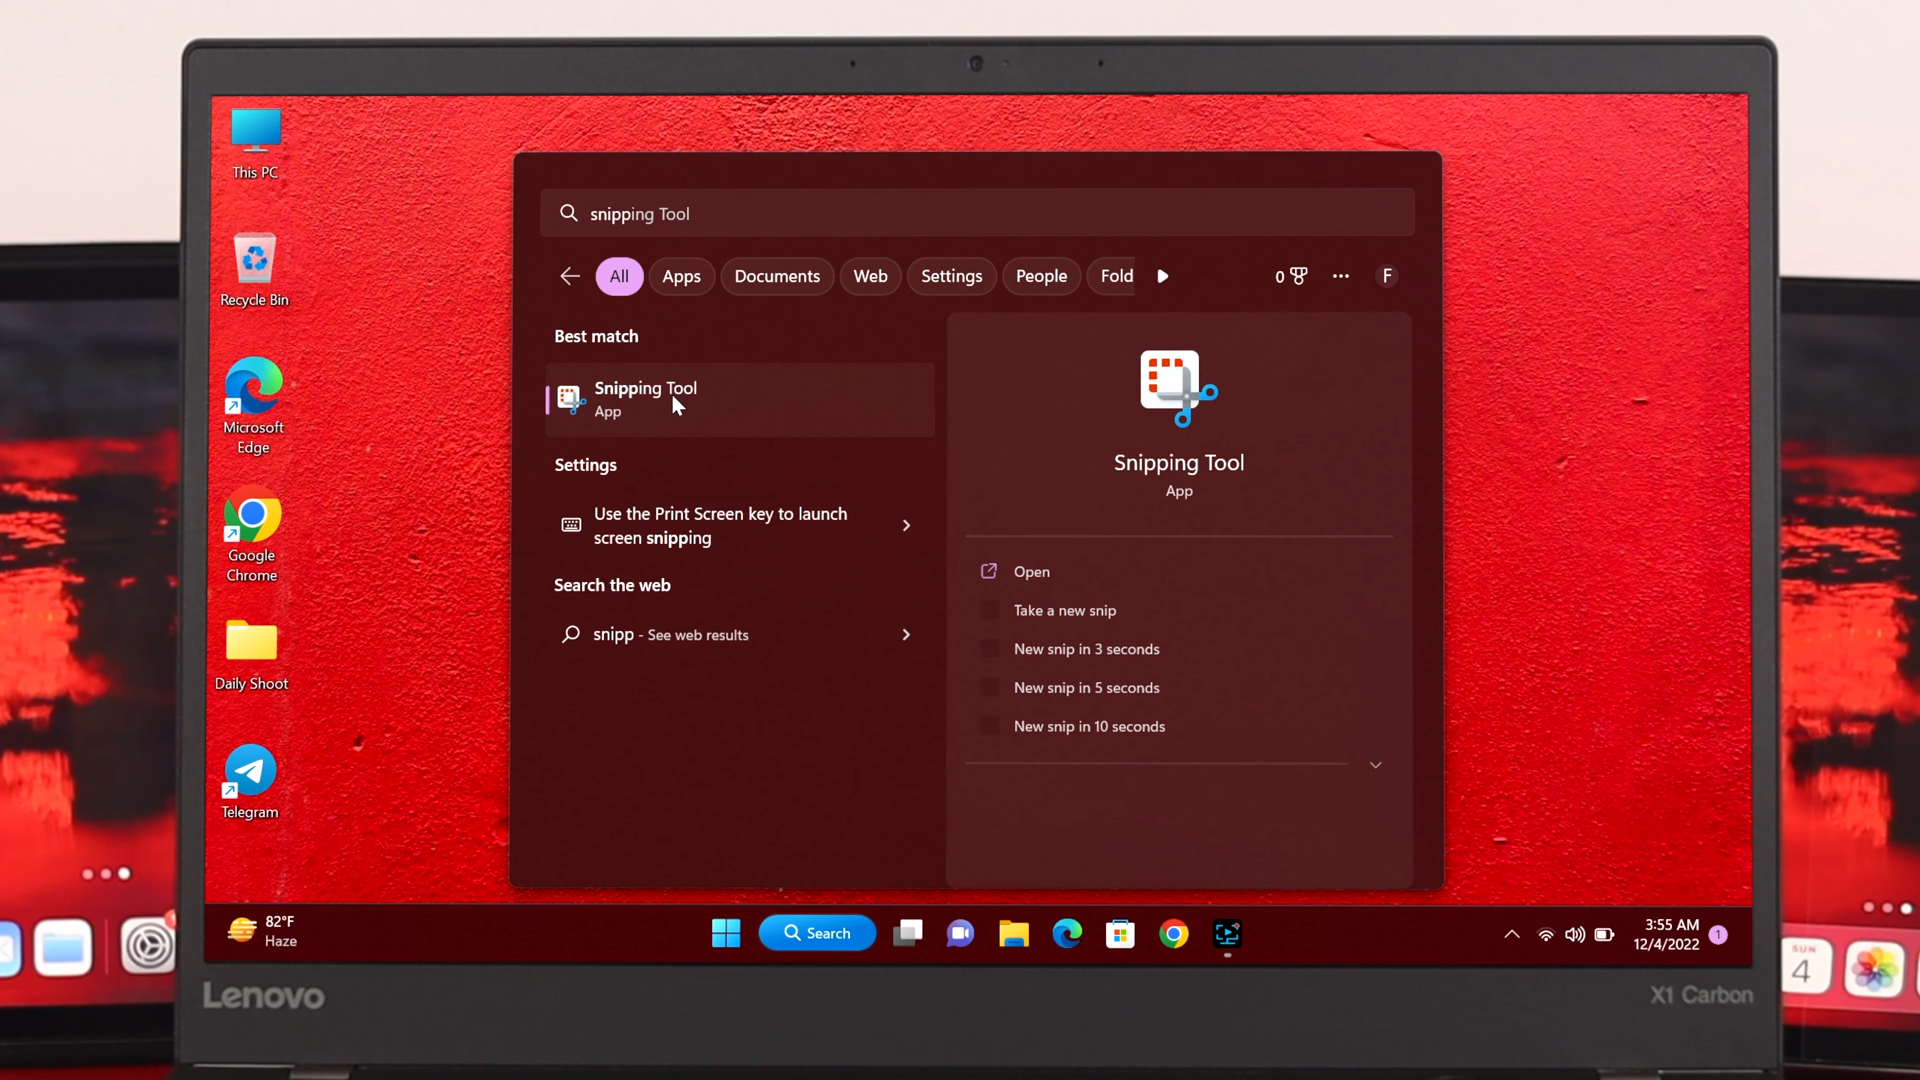 This PC
Recycle Bin
Microsoft
Edge
Google
Chrome
Daily Shoot
Telegram
snipping Tool
All
Apps
Documents
Web
Settings
People
Fold
0
F
Best match
Snipping Tool
App
Settings
Use the Print Screen key to launch
screen snipping
Search the web
snipp - See web results
Snipping Tool
App
Open
Take a new snip
New snip in 3 seconds
New snip in 5 seconds
New snip in 10 seconds
82°F
Haze
Search
3:55 AM
12/4/2022
1
SUN
4
Lenovo
X1 Carbon